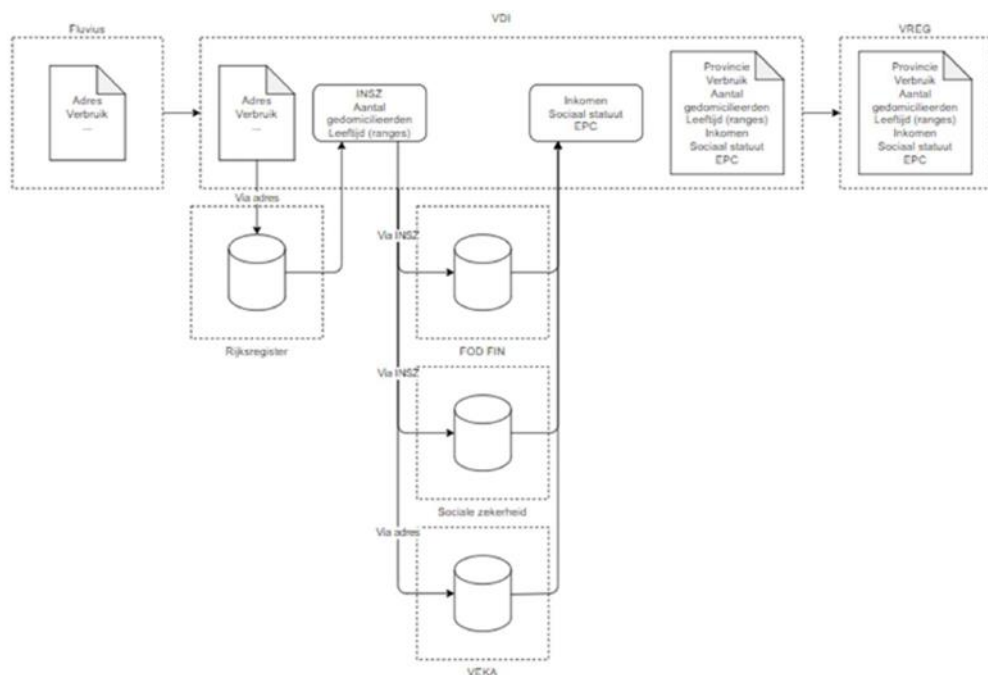 Fluvius
VDI
VREG
Adres
Verbruik
...
Adres
Verbruik
...
INSZ
Aantal
gedomicilieerden
Leeftijd (ranges)
Inkomen
Sociaal statuut
EPC
Provincie
Verbruik
Aantal
gedomicilieerden
Leeftijd (ranges)
Inkomen
Sociaal statuut
EPC
Provincie
Verbruik
Aantal
gedomicilieerden
Leeftijd (ranges)
Inkomen
Sociaal statuut
EPC
Via adres
Rijksregister
Via INSZ
FOD FIN
Via INSZ
Sociale zekerheid
Via adres
VEKA